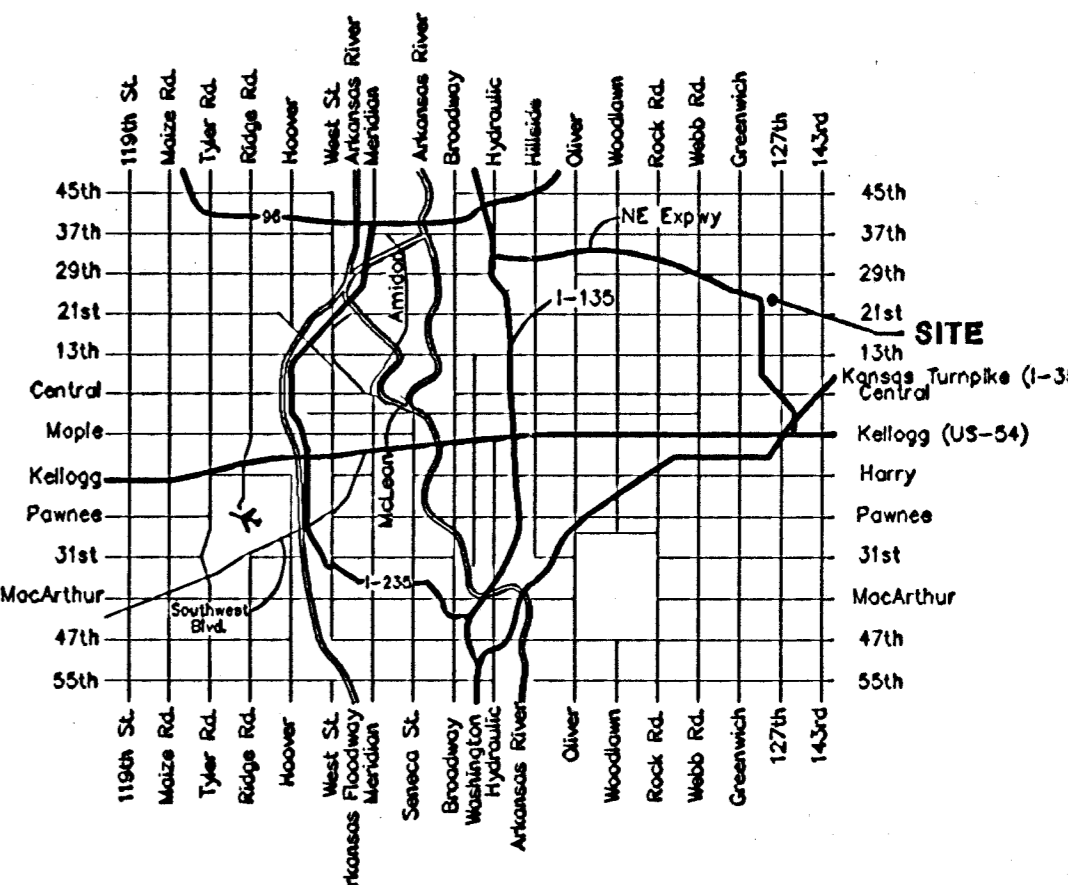 119th St.
Maize Rd.
Tyler Rd.
Ridge Rd.
Hoover
West St.
Arkansas River
Meridian
Arkansas River
Broadway
Hydraulic
Hillside
Oliver
Woodlawn
Rock Rd.
Webb Rd.
Greenwich
127th
143rd
45th
37th
29th
21st
13th
Central
Maple
Kellogg
Pawnee
31st
MacArthur
47th
55th
96
NE Expwy
Amidon
I-135
McLean
I-235
Southwest
Blvd.
45th
37th
29th
21st
SITE
13th
Kansas Turnpike (I-35
Central
Kellogg (US-54)
Harry
Pawnee
31st
MacArthur
47th
55th
119th St.
Maize Rd.
Tyler Rd.
Ridge Rd.
Hoover
West St.
rkansas Floodway
Meridian
Seneca St.
Broadway
Washington
Hydraulic
Arkansas River
Oliver
Woodlawn
Rock Rd.
Webb Rd.
Greenwich
127th
143rd